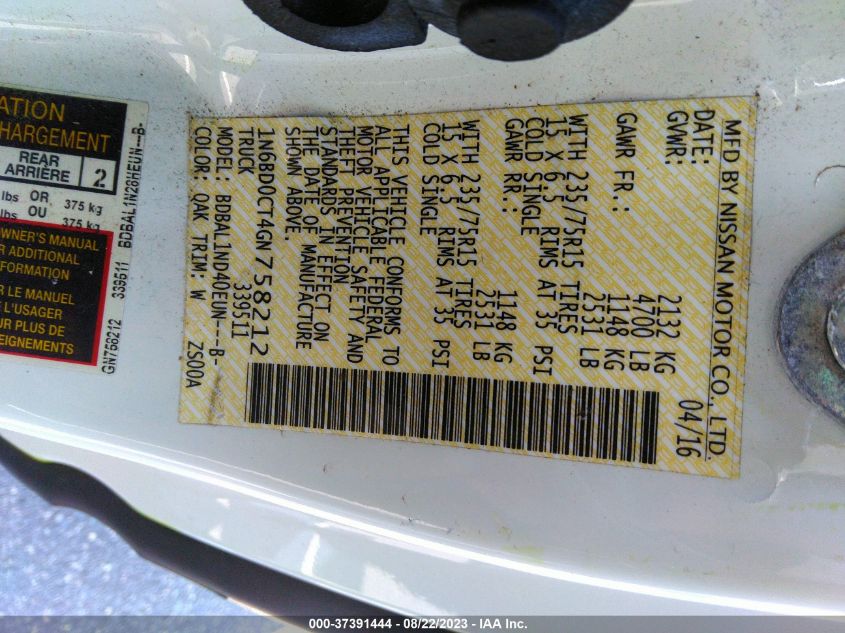 MFD BY NISSAN MOTOR CO., LTD.
DATE: 04/16
GVWR: 2132 KG
4700 LB
GAWR FR.: 1148 KG
2531 LB
WITH 235/75R15 TIRES
15 X 6.5 RIMS AT 35 PSI
COLD SINGLE
GAWR RR.: 1148 KG
2531 LB
WITH 235/75R15 TIRES
15 X 6.5 RIMS AT 35 PSI
COLD SINGLE
THIS VEHICLE CONFORMS TO
ALL APPLICABLE FEDERAL
MOTOR VEHICLE SAFETY AND
THEFT PREVENTION
STANDARDS IN EFFECT ON
THE DATE OF MANUFACTURE
SHOWN ABOVE.
1N6BD0CT4GN758212
TRUCK 339511
MODEL: BDBAL1ND40EUN---B-
COLOR: QAK TRIM: W ZS00A
ATION
HARGEMENT
REAR
ARRIÈRE
2
lbs OR 375 kg
lbs OU 375 kg
OWNER'S MANUAL
R ADDITIONAL
FORMATION
R LE MANUEL
L'USAGER
UR PLUS DE
EIGNEMENTS
GN758212 339511 BDBAL1N28HEUN---B-
000-37391444 - 08/22/2023 - IAA Inc.